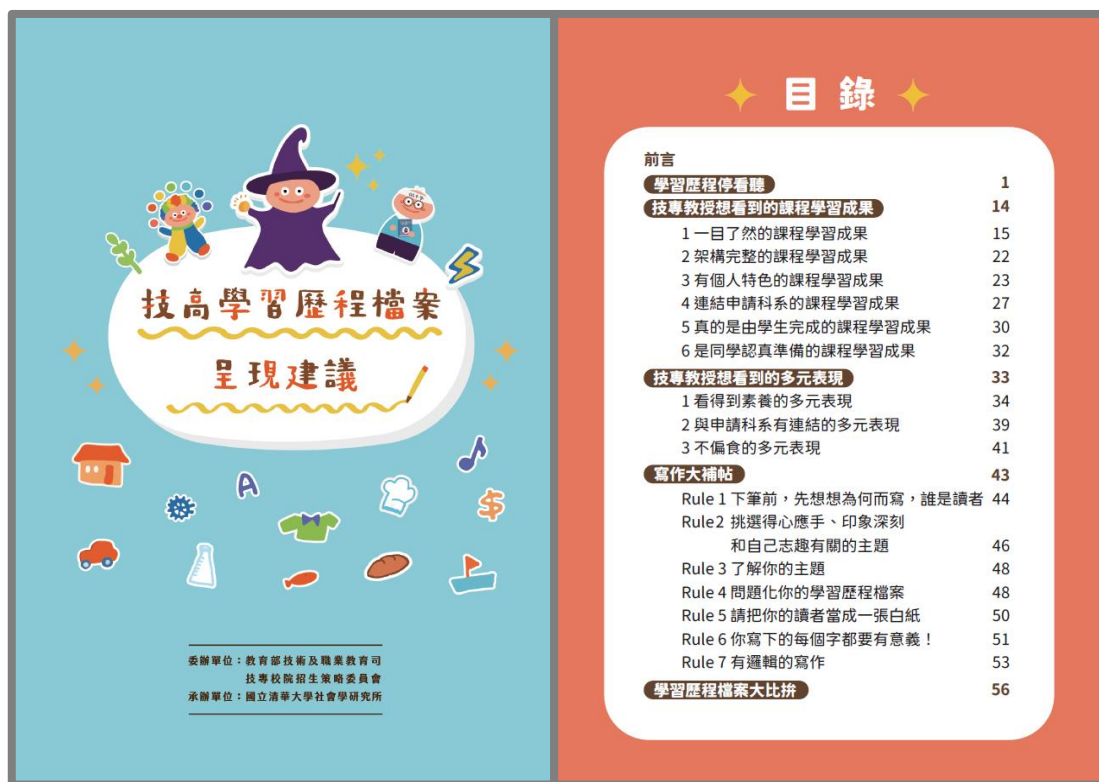 技高學習歷程檔案
呈現建議
A
$
委辦單位：教育部技術及職業教育司
技專校院招生策略委員會
承辦單位：國立清華大學社會學研究所
目錄
前言
學習歷程停看聽 1
技專教授想看到的課程學習成果 14
1 一目了然的課程學習成果 15
2 架構完整的課程學習成果 22
3 有個人特色的課程學習成果 23
4 連結申請科系的課程學習成果 27
5 真的是由學生完成的課程學習成果 30
6 是同學認真準備的課程學習成果 32
技專教授想看到的多元表現 33
1 看得到素養的多元表現 34
2 與申請科系有連結的多元表現 39
3 不偏食的多元表現 41
寫作大補帖 43
Rule 1 下筆前，先想想為何而寫，誰是讀者 44
Rule2 挑選得心應手、印象深刻
和自己志趣有關的主題 46
Rule 3 了解你的主題 48
Rule 4 問題化你的學習歷程檔案 48
Rule 5 請把你的讀者當成一張白紙 50
Rule 6 你寫下的每個字都要有意義！ 51
Rule 7 有邏輯的寫作 53
學習歷程檔案大比拚 56